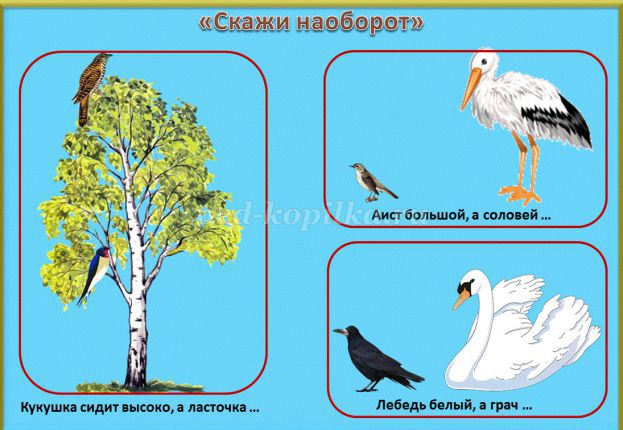 «Скажи наоборот»
Аист большой, а соловей ...
Кукушка сидит высоко, а ласточка ...
Лебедь белый, а грач ...